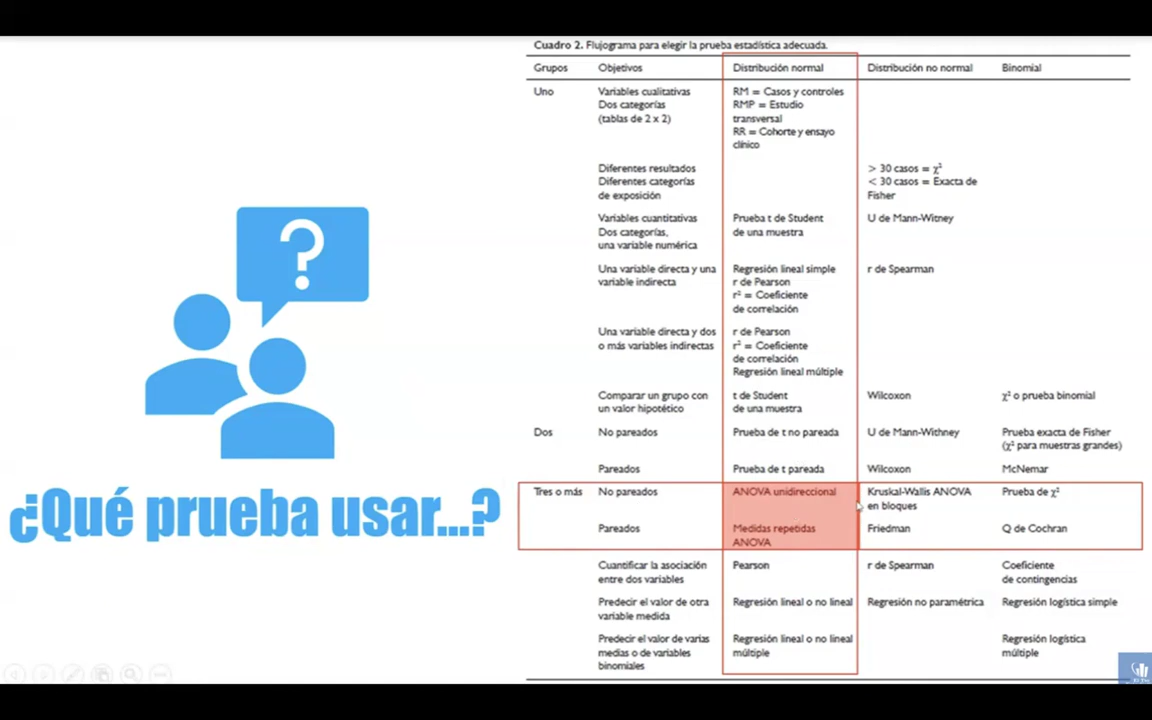 Cuadro 2. Flujograma para elegir la prueba estadística adecuada.
Grupos Objetivos Distribución normal Distribución no normal Binomial
Uno Variables cualitativas RM = Casos y controles
Dos categorías RMP = Estudio
(tablas de 2 x 2) transversal
RR = Cohorte y ensayo
clínico
Diferentes resultados > 30 casos = χ²
Diferentes categorías < 30 casos = Exacta de
de exposición Fisher
Variables cuantitativas Prueba t de Student U de Mann-Witney
Dos categorías, de una muestra
una variable numérica
Una variable directa y una Regresión lineal simple r de Spearman
variable indirecta r de Pearson
r² = Coeficiente
de correlación
Una variable directa y dos r de Pearson
o más variables indirectas r² = Coeficiente
de correlación
Regresión lineal múltiple
Comparar un grupo con t de Student Wilcoxon χ² o prueba binomial
un valor hipotético de una muestra
Dos No pareados Prueba de t no pareada U de Mann-Withney Prueba exacta de Fisher
(χ² para muestras grandes)
Pareados Prueba de t pareada Wilcoxon McNemar
Tres o más No pareados ANOVA unidireccional Kruskal-Wallis ANOVA Prueba de χ²
en bloques
Pareados Medidas repetidas Friedman Q de Cochran
ANOVA
Cuantificar la asociación Pearson r de Spearman Coeficiente
entre dos variables de contingencias
Predecir el valor de otra Regresión lineal o no lineal Regresión no paramétrica Regresión logística simple
variable medida
Predecir el valor de varias Regresión lineal o no lineal Regresión logística
medias o de variables múltiple múltiple
binomiales
?
¿Qué prueba usar...?